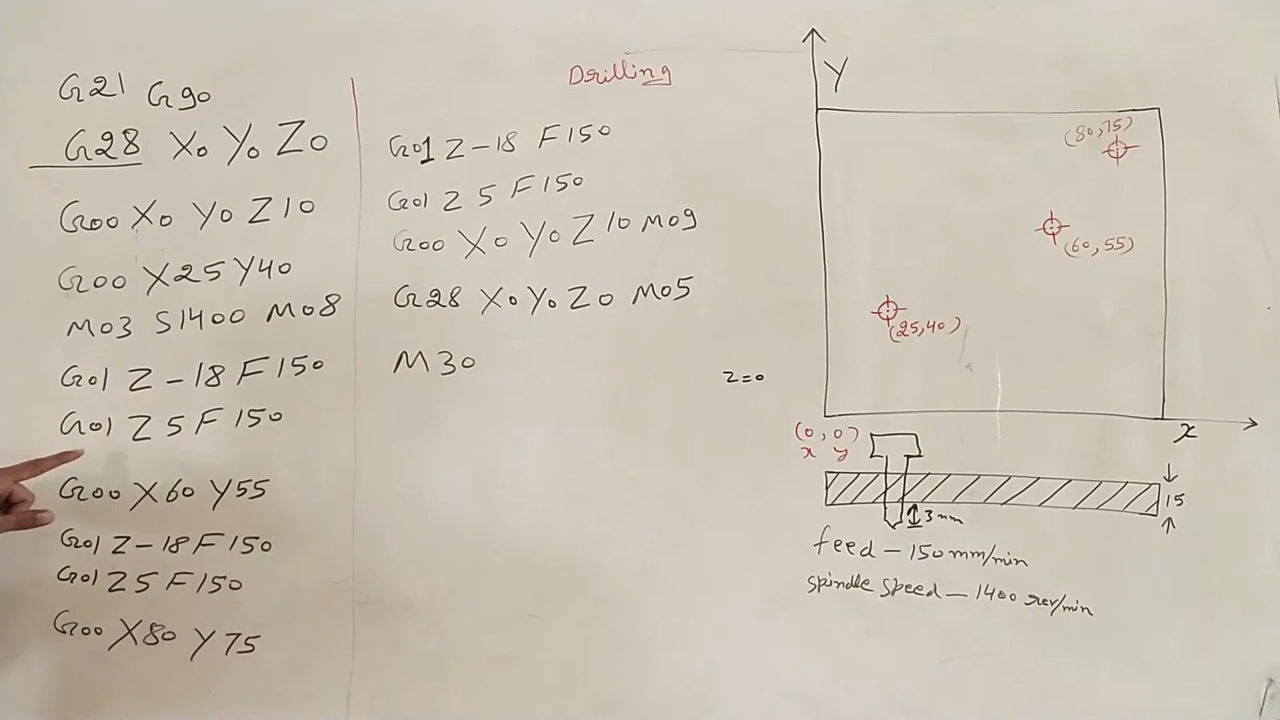 G21 G90
G28 X0 Y0 Z0
G00 X0 Y0 Z10
G00 X25 Y40
M03 S1400 M08
G01 Z-18 F150
G01 Z5 F150
G00 X60 Y55
G01 Z-18 F150
G01 Z5 F150
G00 X80 Y75
Drilling
G01 Z-18 F150
G01 Z5 F150
G00 X0 Y0 Z10 M09
G28 X0 Y0 Z0 M05
M30
Y
(80,75)
(60,55)
(25,40)
Z=0
(0,0)
x y
x
15
3mm
feed - 150mm/min
spindle speed - 1400 rev/min